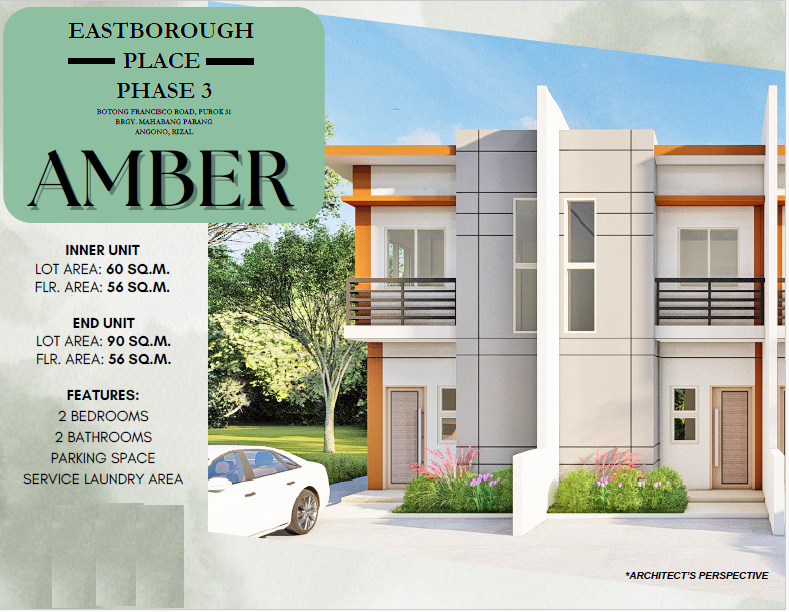 EASTBOROUGH
PLACE
PHASE 3
BOTONG FRANCISCO ROAD, PUROK 31
BRGY. MAHABANG PARANG
ANGONO, RIZAL
AMBER
INNER UNIT
LOT AREA: 60 SQ.M.
FLR. AREA: 56 SQ.M.
END UNIT
LOT AREA: 90 SQ.M.
FLR. AREA: 56 SQ.M.
FEATURES:
2 BEDROOMS
2 BATHROOMS
PARKING SPACE
SERVICE LAUNDRY AREA
*ARCHITECT'S PERSPECTIVE